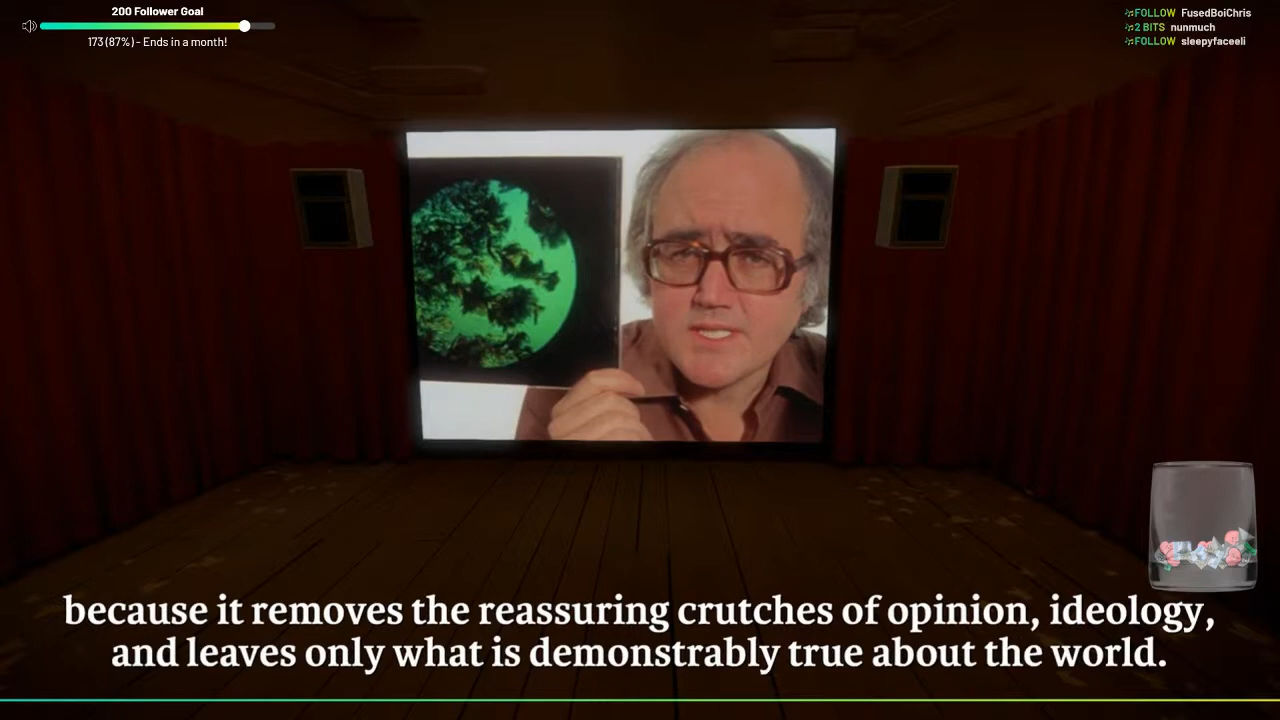 200 Follower Goal
173 (87%) - Ends in a month!
FOLLOW FusedBoiChris
2 BITS nunmuch
FOLLOW sleepyfaceeli
because it removes the reassuring crutches of opinion, ideology,
and leaves only what is demonstrably true about the world.